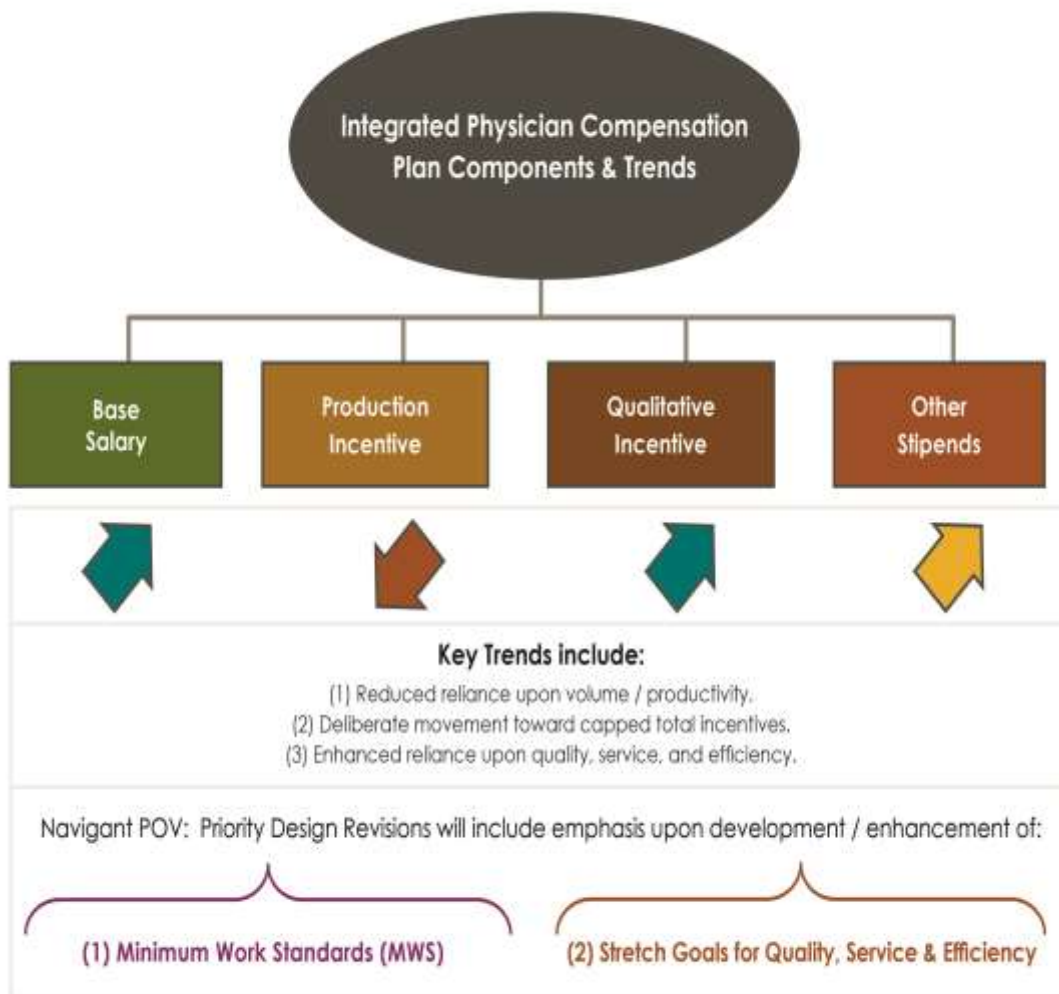 Integrated Physician Compensation
Plan Components & Trends
Base
Salary
Production
Incentive
Qualitative
Incentive
Other
Stipends
Key Trends include:
(1) Reduced reliance upon volume / productivity.
(2) Deliberate movement toward capped total incentives.
(3) Enhanced reliance upon quality, service, and efficiency.
Navigant POV: Priority Design Revisions will include emphasis upon development / enhancement of:
(1) Minimum Work Standards (MWS)
(2) Stretch Goals for Quality, Service & Efficiency